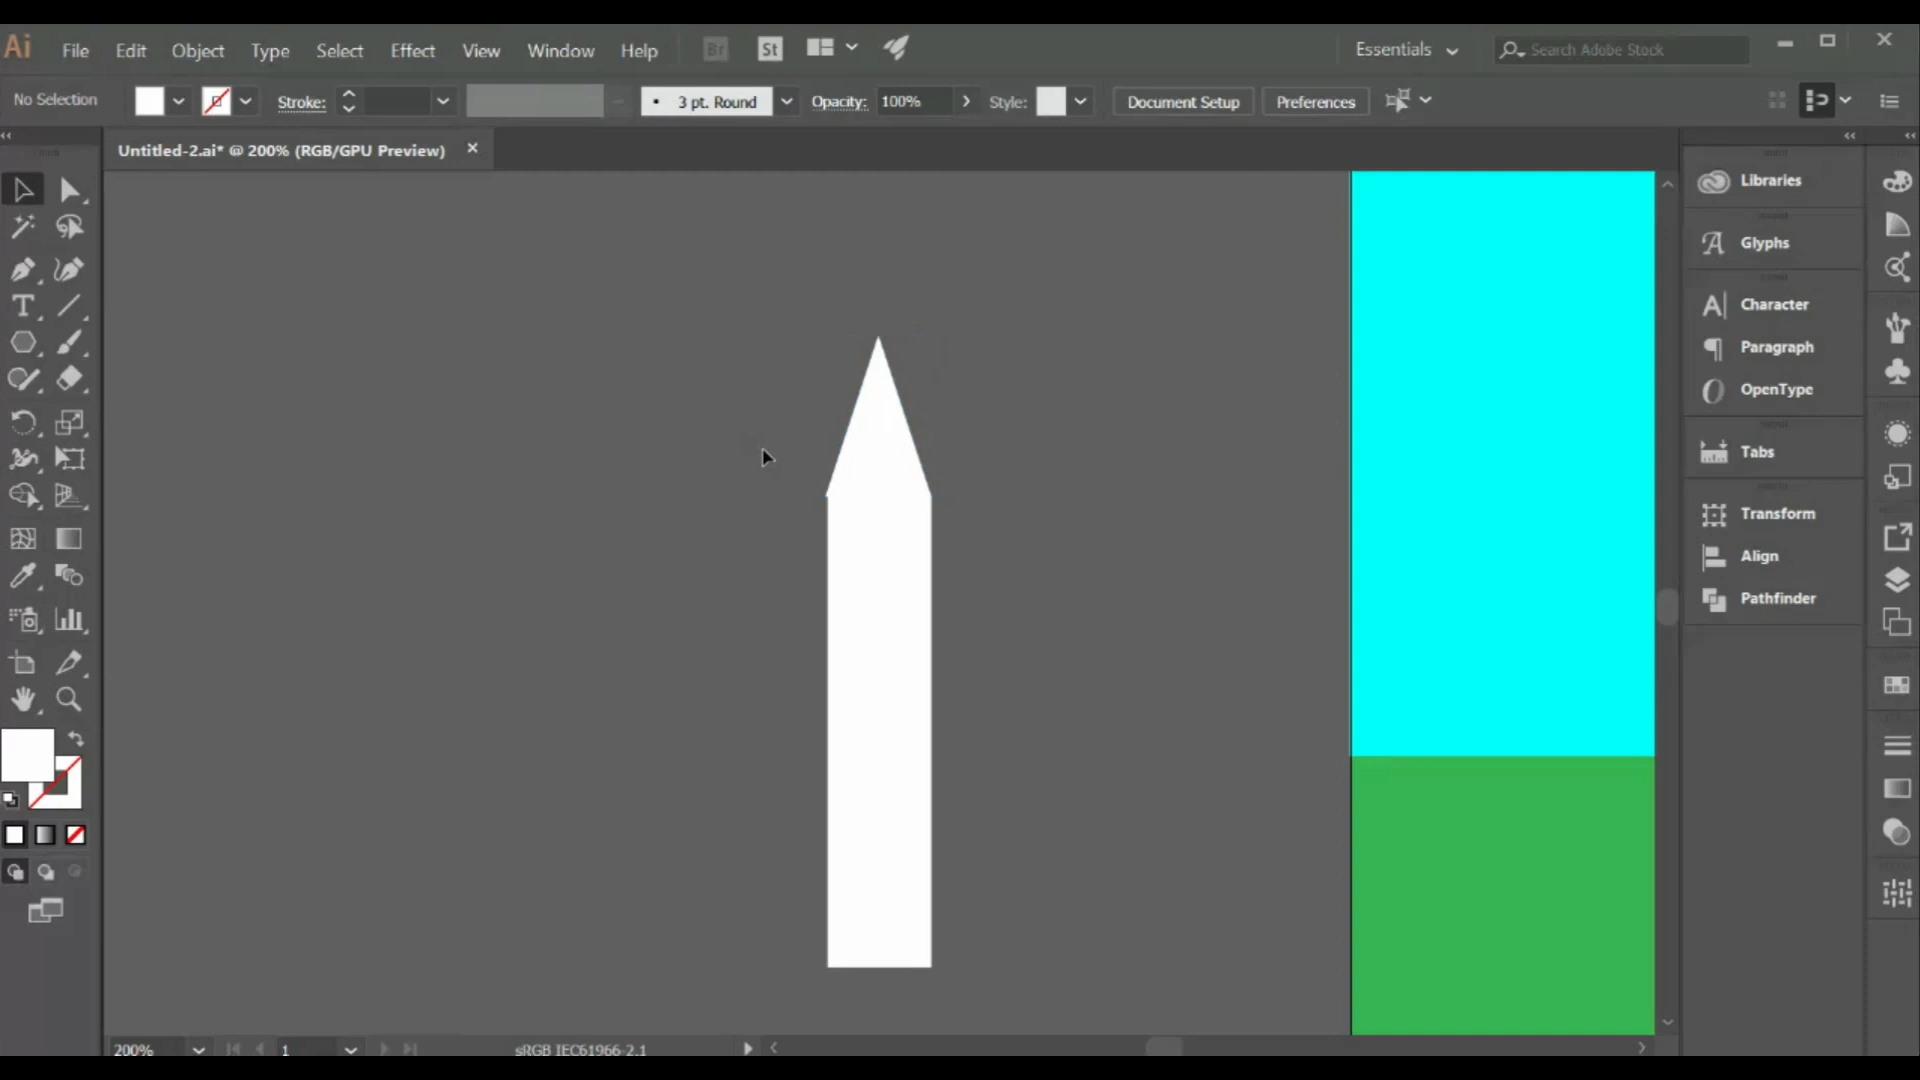 Ai File Edit Object Type Select Effect View Window Help Br St Essentials Search Adobe Stock
No Selection Stroke: 3 pt. Round Opacity: 100% Style: Document Setup Preferences
Untitled-2.ai* @ 200% (RGB/GPU Preview)
Libraries
Glyphs
Character
Paragraph
OpenType
Tabs
Transform
Align
Pathfinder
200% 1 sRGB IEC61966-2.1